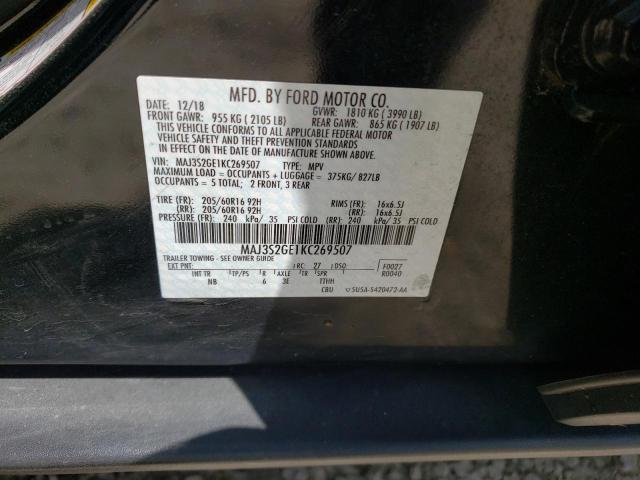 MFD. BY FORD MOTOR CO.
DATE: 12/18 GVWR: 1810 KG ( 3990 LB)
FRONT GAWR: 955 KG ( 2105 LB) REAR GAWR: 865 KG ( 1907 LB)
THIS VEHICLE CONFORMS TO ALL APPLICABLE FEDERAL MOTOR
VEHICLE SAFETY AND THEFT PREVENTION STANDARDS
IN EFFECT ON THE DATE OF MANUFACTURE SHOWN ABOVE.
VIN: MAJ3S2GE1KC269507 TYPE: MPV
MAXIMUM LOAD = OCCUPANTS + LUGGAGE = 375KG/ 827LB
OCCUPANTS = 5 TOTAL; 2 FRONT, 3 REAR
TIRE (FR): 205/60R16 92H RIMS (FR): 16x6.5J
(RR): 205/60R16 92H (RR): 16x6.5J
PRESSURE (FR): 240 kPa/ 35 PSI COLD (RR): 240 kPa/ 35 PSI COLD
MAJ3S2GE1KC269507
TRAILER TOWING - SEE OWNER GUIDE
EXT PNT: RC: 27 DSO: F0027
R0040
INT TR TP/PS R AXLE TR SPR
NB 6 3E TTHH
CBU 5U5A-5420472-AA